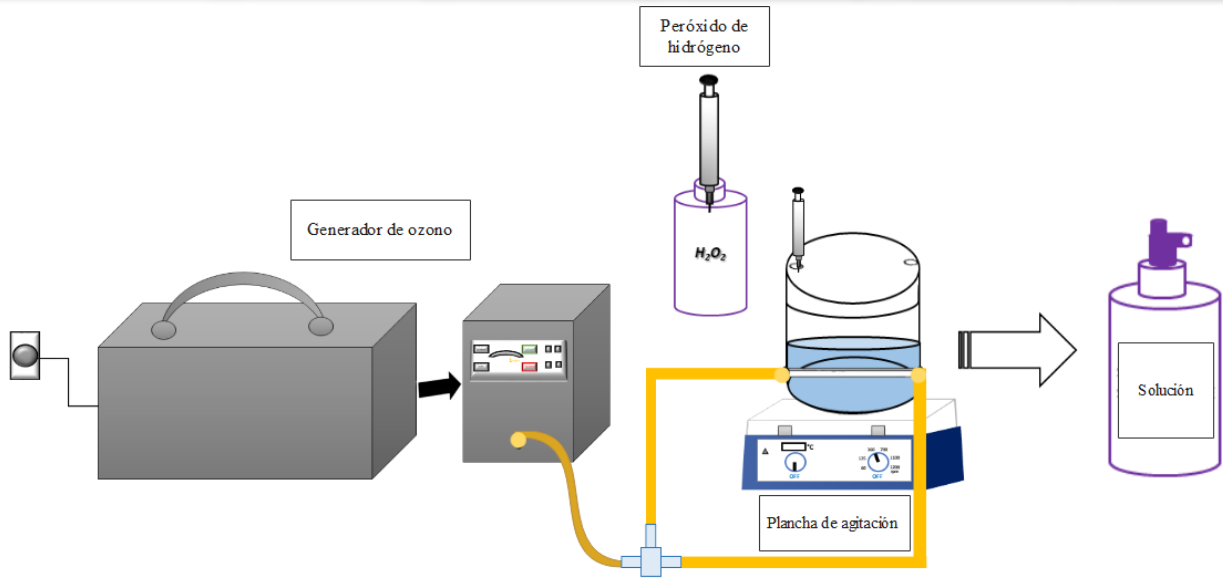 Peróxido de
hidrógeno
Generador de ozono
H₂O₂
Solución
°C
OFF
OFF
Plancha de agitación